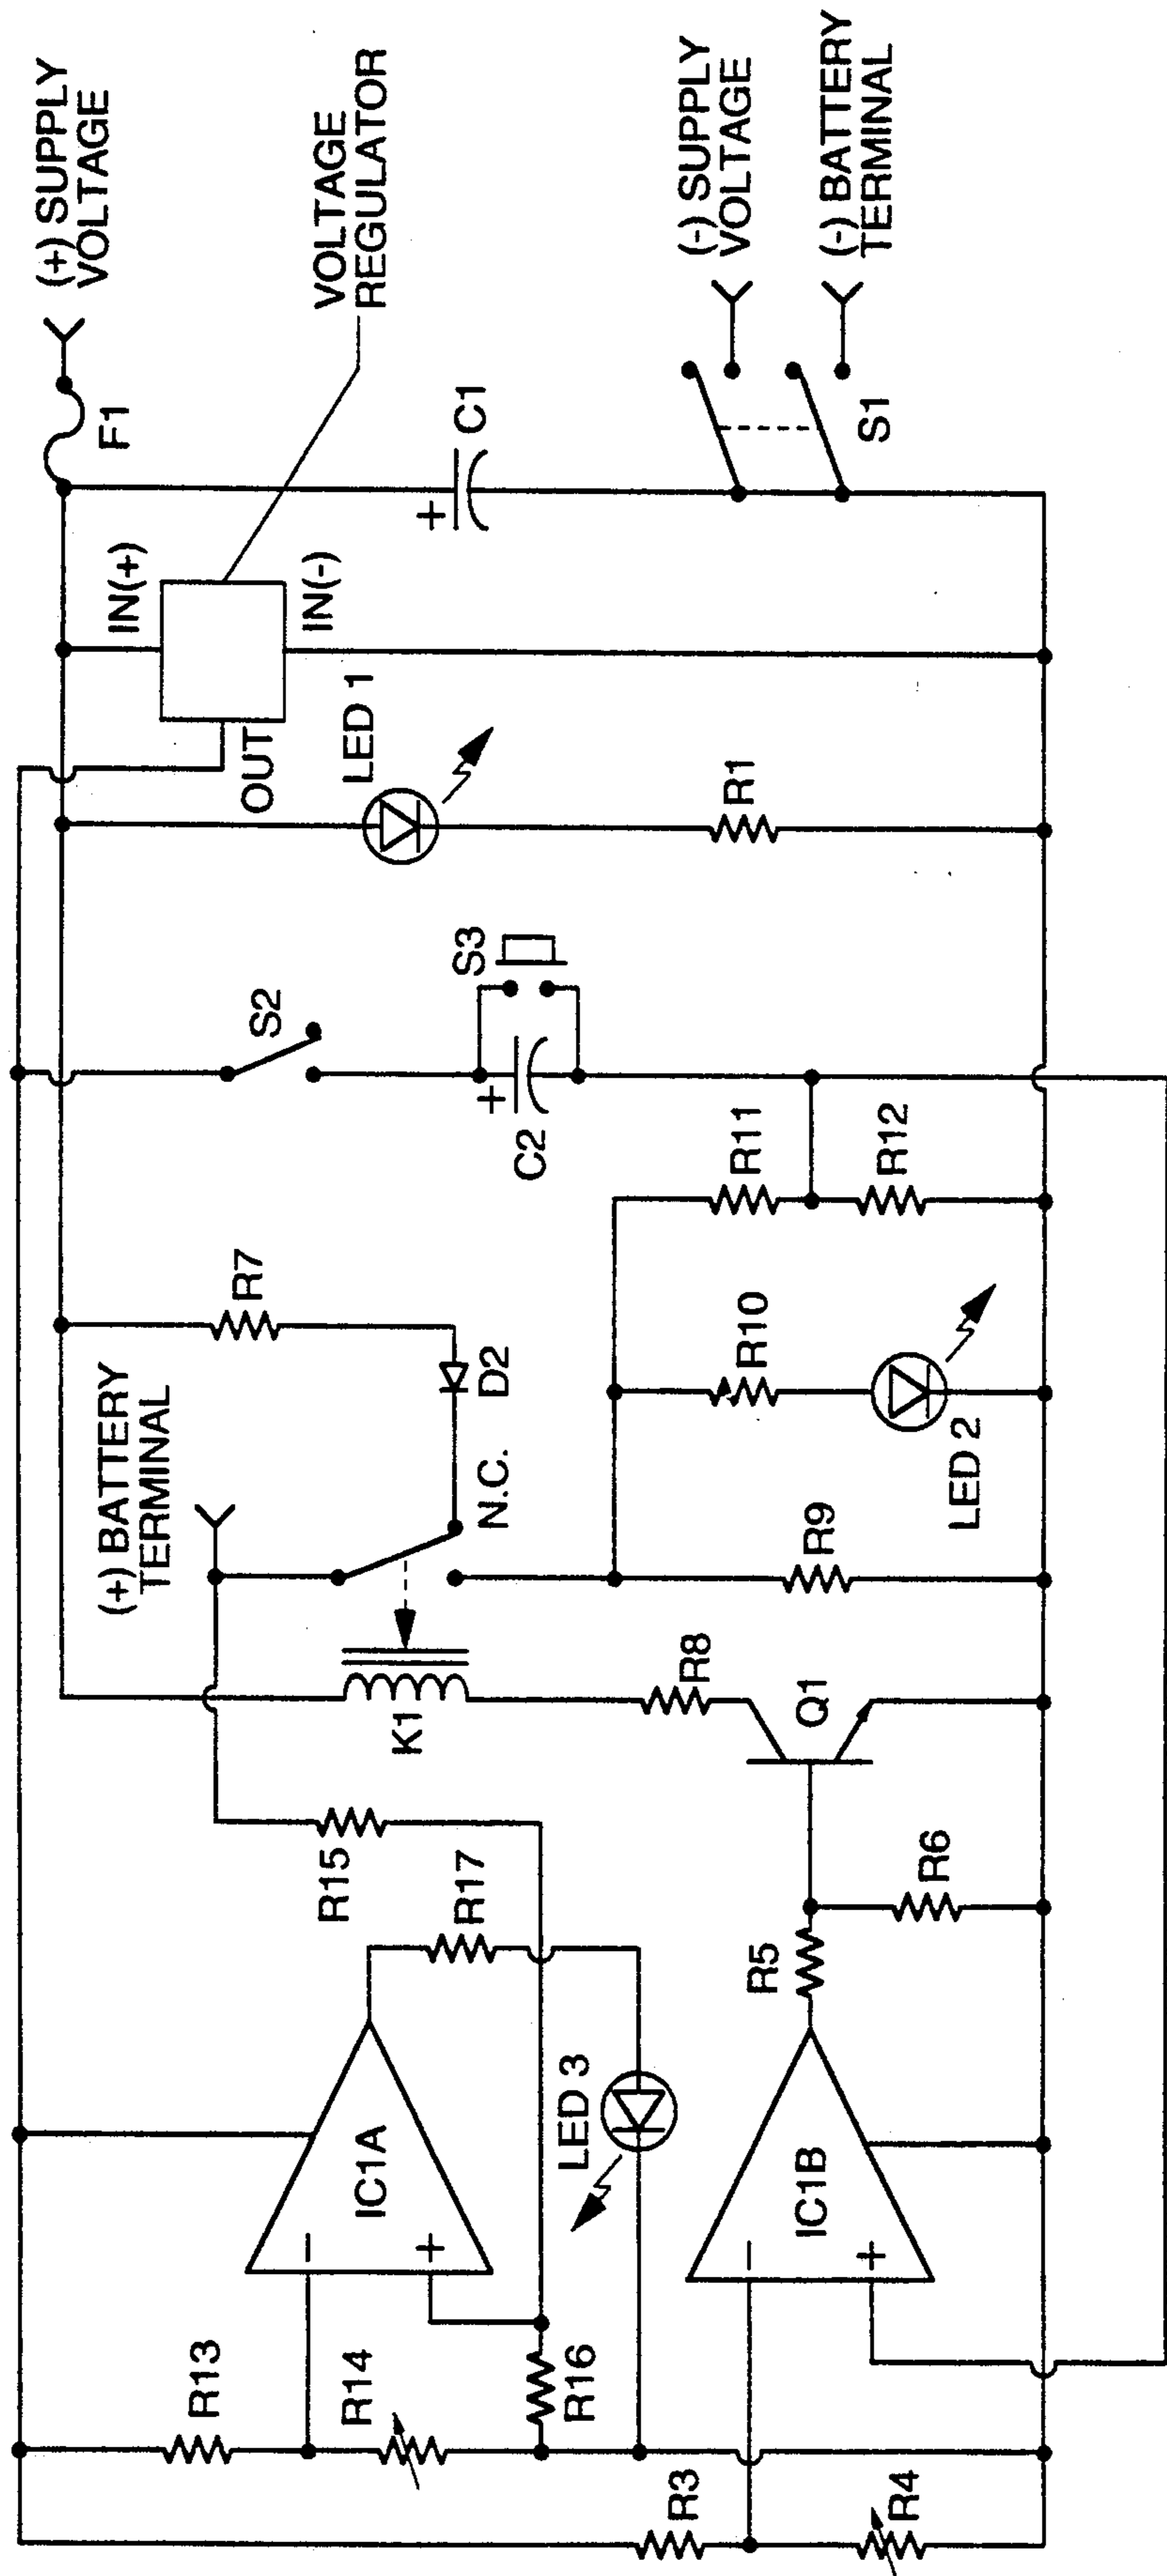 (+) SUPPLY
VOLTAGE
F1
VOLTAGE
REGULATOR
IN(+)
IN(-)
OUT
C1
+
(-) SUPPLY
VOLTAGE
(-) BATTERY
TERMINAL
S1
LED 1
R1
S2
S3
+
C2
R11
R12
R7
D2
N.C.
(+) BATTERY
TERMINAL
R10
LED 2
R9
K1
R8
Q1
R15
R17
R5
R6
IC1A
-
+
LED 3
IC1B
-
+
R13
R14
R16
R3
R4